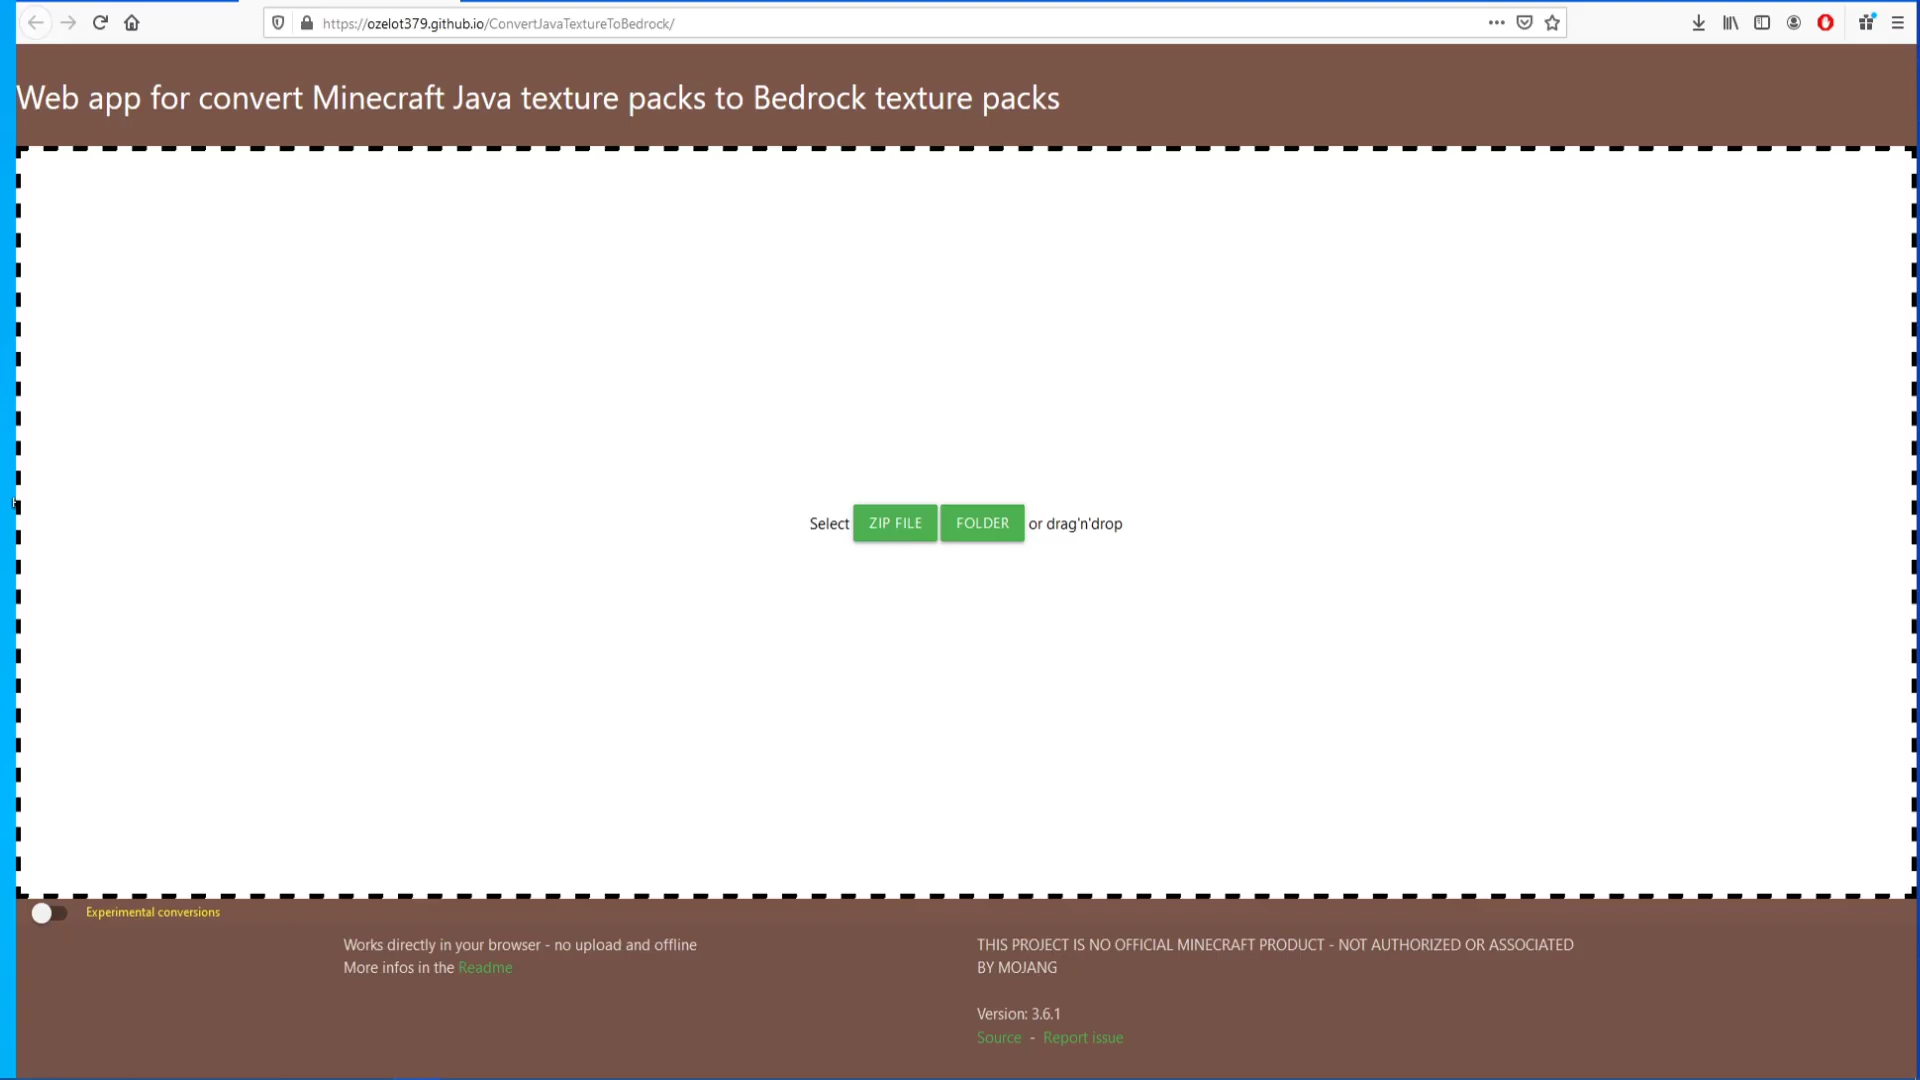 https://ozelot379.github.io/ConvertJavaTextureToBedrock/
Web app for convert Minecraft Java texture packs to Bedrock texture packs
Select ZIP FILE FOLDER or drag'n'drop
Experimental conversions
Works directly in your browser - no upload and offline
More infos in the Readme
THIS PROJECT IS NO OFFICIAL MINECRAFT PRODUCT - NOT AUTHORIZED OR ASSOCIATED
BY MOJANG
Version: 3.6.1
Source - Report issue